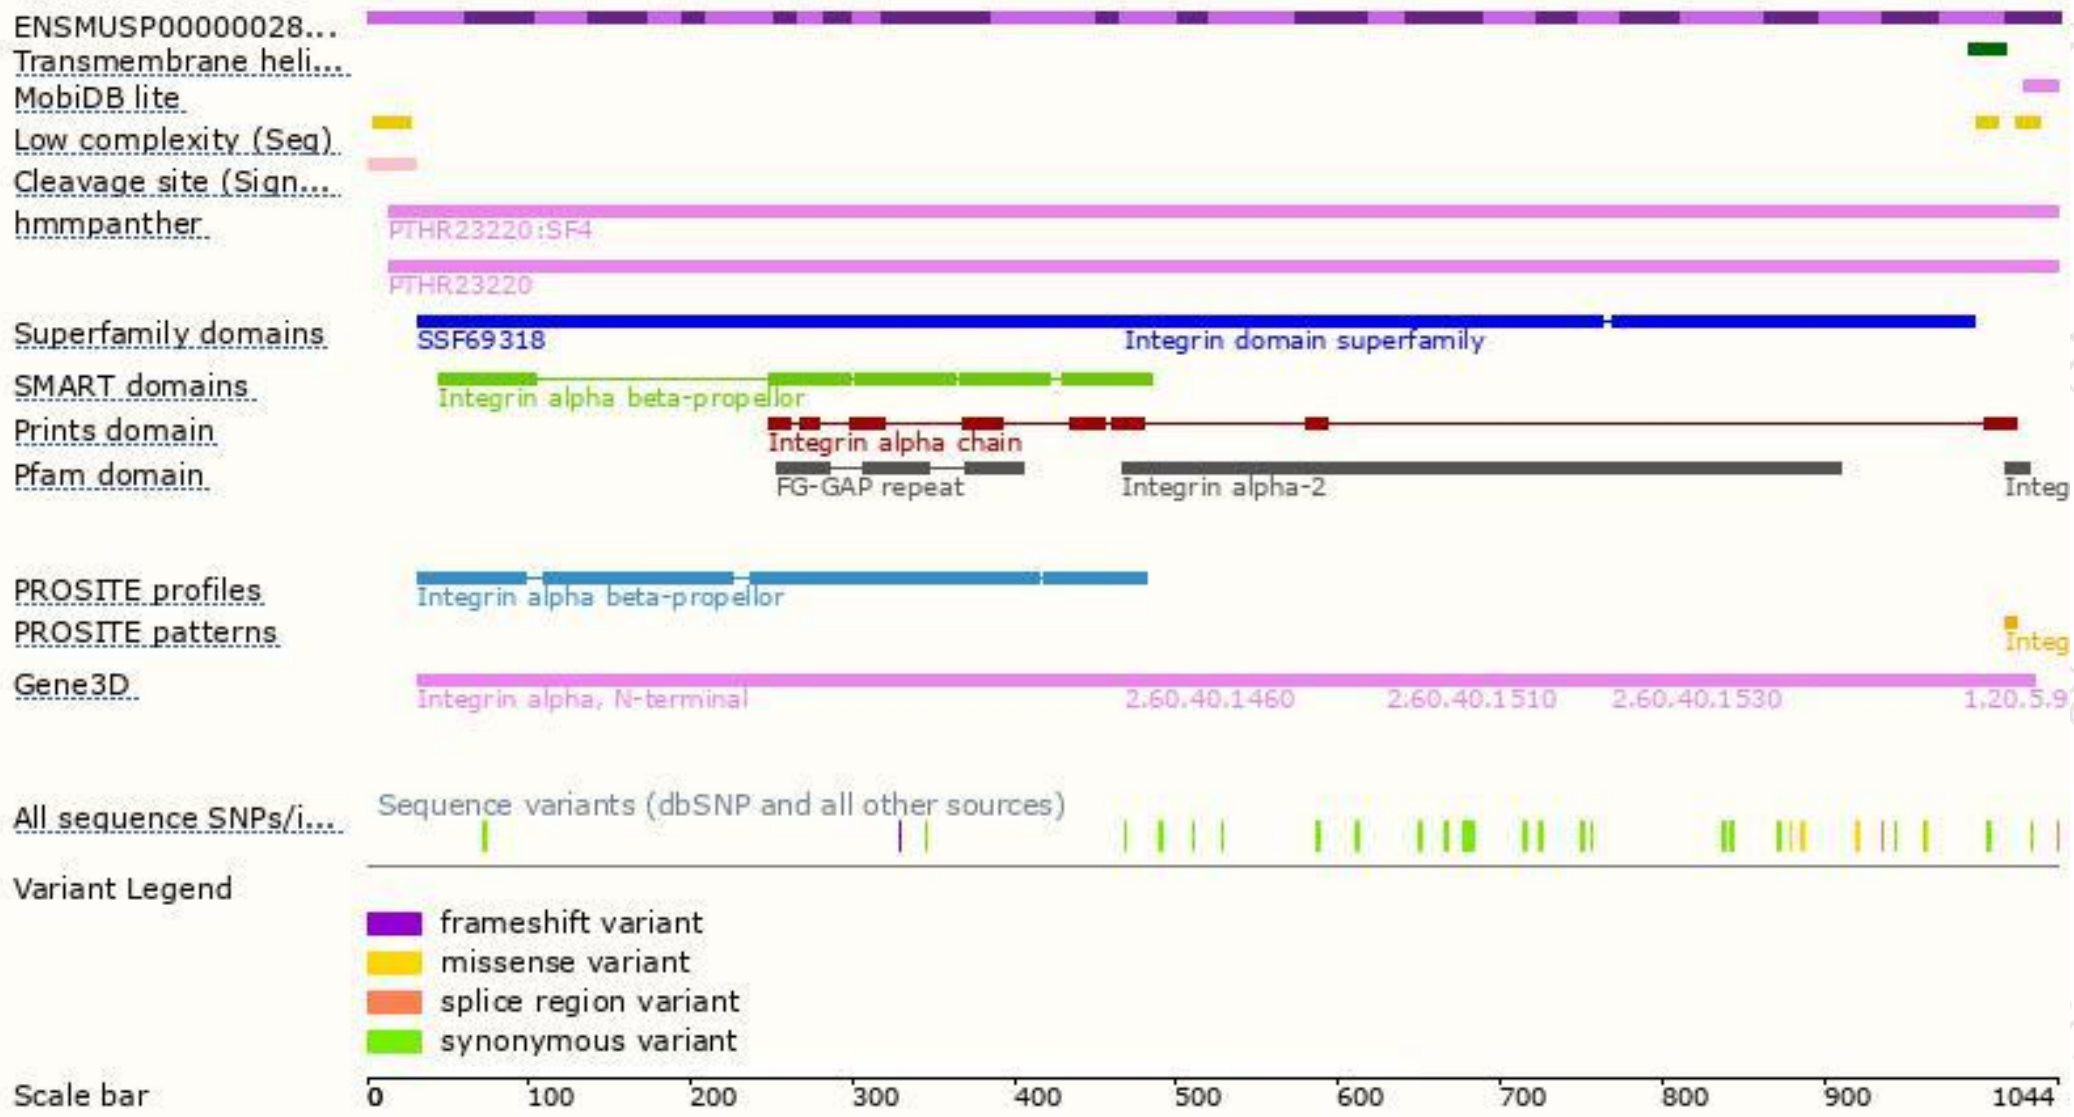 ENSMUSP00000028...
Transmembrane heli...
MobiDB lite
Low complexity (Seg)
Cleavage site (Sign...
hmmpanther
PTHR23220:SF4
PTHR23220
Superfamily domains
SSF69318 Integrin domain superfamily
SMART domains
Integrin alpha beta-propellor
Prints domain
Integrin alpha chain
Pfam domain
FG-GAP repeat Integrin alpha-2 Integ
PROSITE profiles
Integrin alpha beta-propellor
PROSITE patterns
Integ
Gene3D
Integrin alpha, N-terminal 2.60.40.1460 2.60.40.1510 2.60.40.1530 1.20.5.9
Sequence variants (dbSNP and all other sources)
All sequence SNPs/i...
Variant Legend
frameshift variant
missense variant
splice region variant
synonymous variant
Scale bar 0 100 200 300 400 500 600 700 800 900 1044